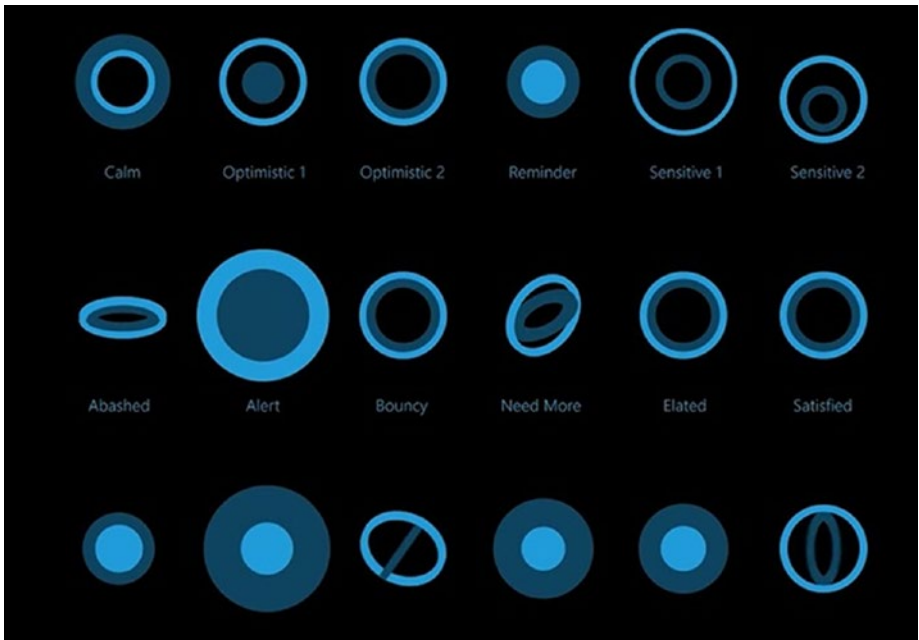 Calm Optimistic 1 Optimistic 2 Reminder Sensitive 1 Sensitive 2
Abashed Alert Bouncy Need More Elated Satisfied